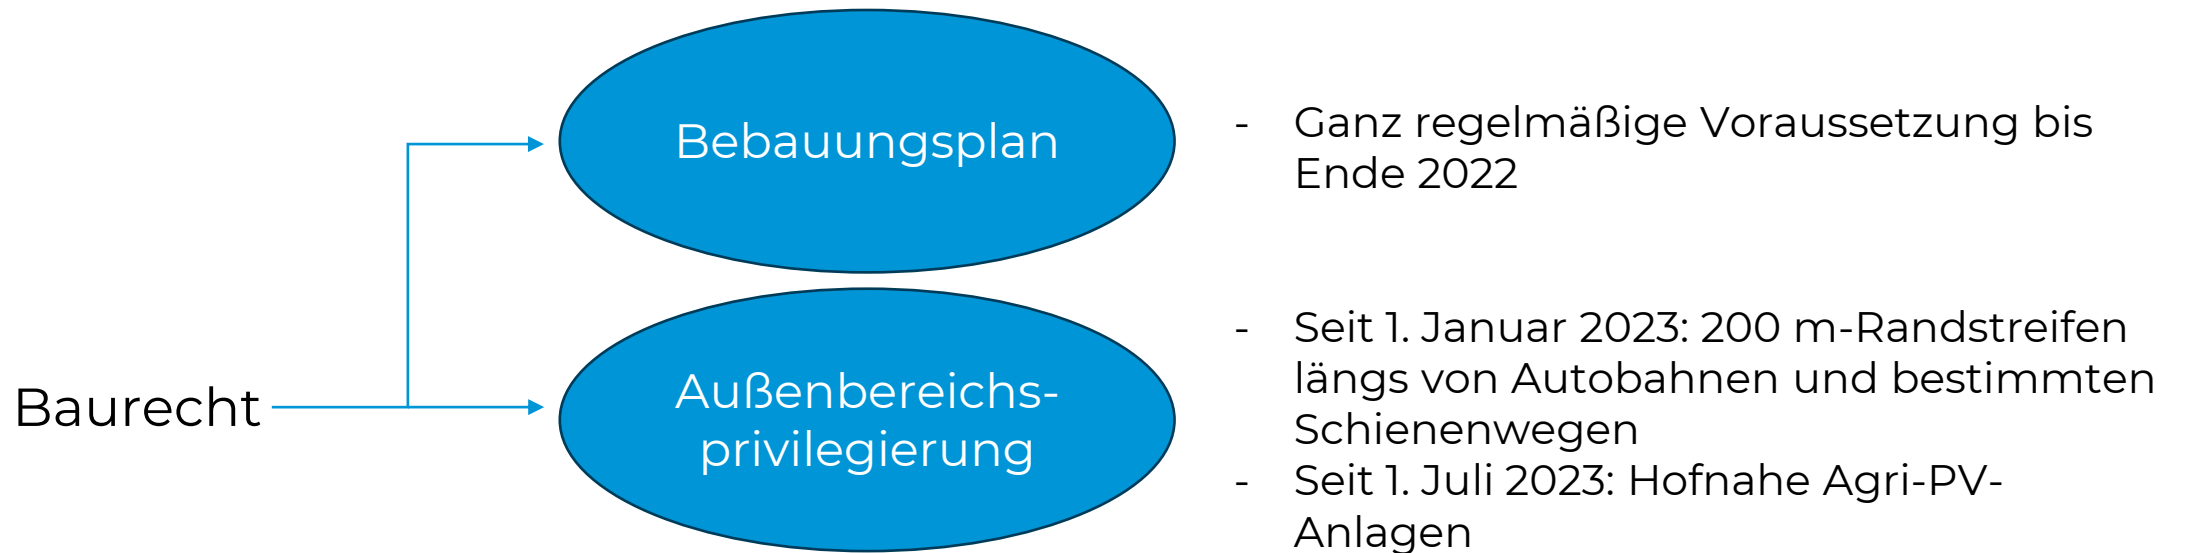 Baurecht
Bebauungsplan
- Ganz regelmäßige Voraussetzung bis
Ende 2022
Außenbereichs-
privilegierung
- Seit 1. Januar 2023: 200 m-Randstreifen
längs von Autobahnen und bestimmten
Schienenwegen
- Seit 1. Juli 2023: Hofnahe Agri-PV-
Anlagen